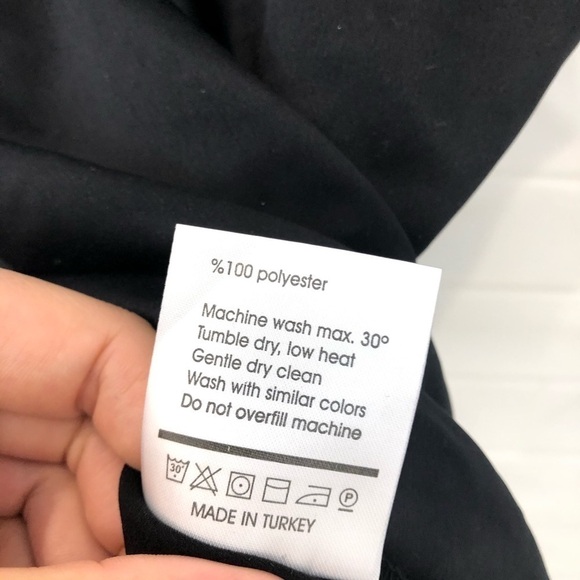 %100 polyester
Machine wash max. 30°
Tumble dry, low heat
Gentle dry clean
Wash with similar colors
Do not overfill machine
30° P
MADE IN TURKEY